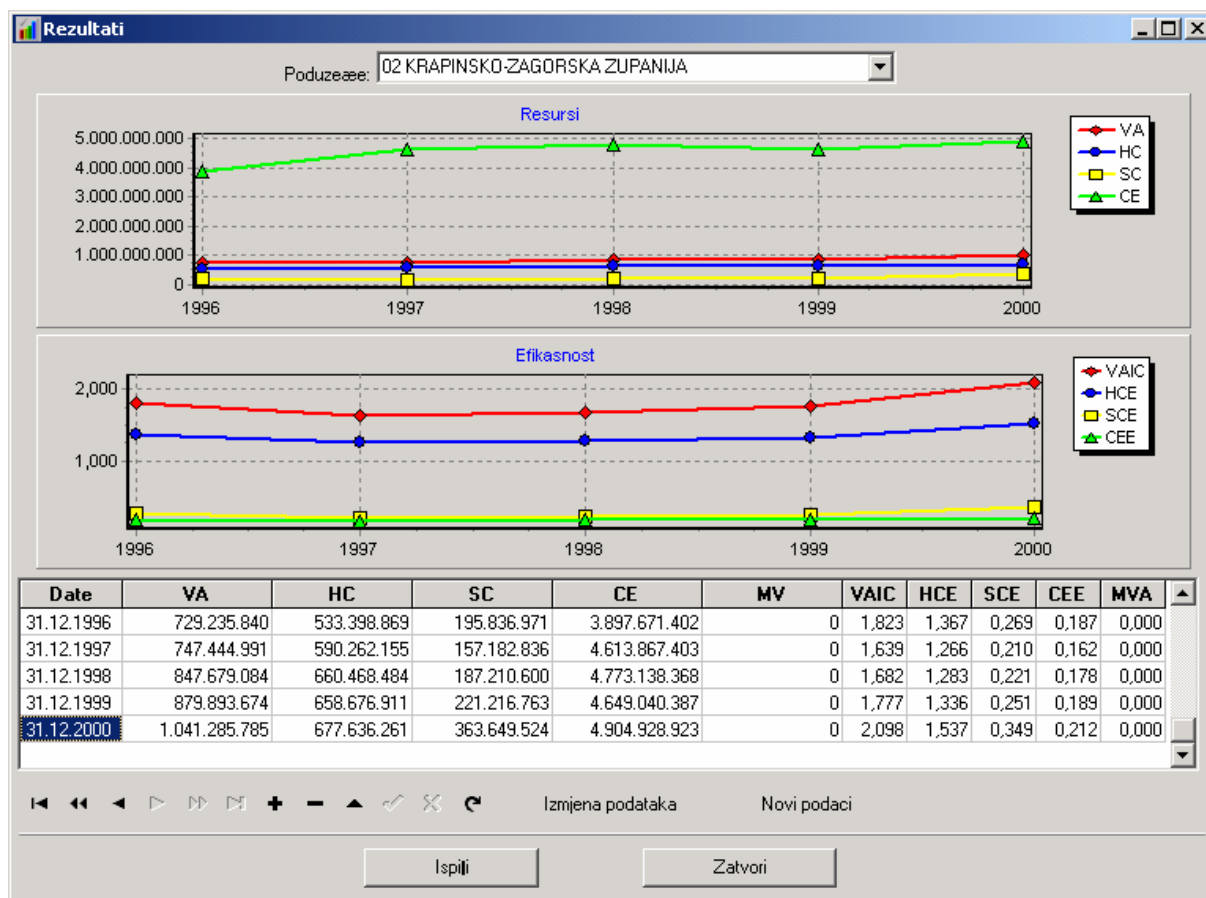 Rezultati
Poduzeæe: 02 KRAPINSKO-ZAGORSKA ZUPANIJA
Resursi
5.000.000.000
4.000.000.000
3.000.000.000
2.000.000.000
1.000.000.000
0
1996 1997 1998 1999 2000
VA
HC
SC
CE
Efikasnost
2,000
1,000
1996 1997 1998 1999 2000
VAIC
HCE
SCE
CEE
Date VA HC SC CE MV VAIC HCE SCE CEE MVA
31.12.1996 729.235.840 533.398.869 195.836.971 3.897.671.402 0 1,823 1,367 0,269 0,187 0,000
31.12.1997 747.444.991 590.262.155 157.182.836 4.613.867.403 0 1,639 1,266 0,210 0,162 0,000
31.12.1998 847.679.084 660.468.484 187.210.600 4.773.138.368 0 1,682 1,283 0,221 0,178 0,000
31.12.1999 879.893.674 658.676.911 221.216.763 4.649.040.387 0 1,777 1,336 0,251 0,189 0,000
31.12.2000 1.041.285.785 677.636.261 363.649.524 4.904.928.923 0 2,098 1,537 0,349 0,212 0,000
Izmjena podataka Novi podaci
Ispilji Zatvori